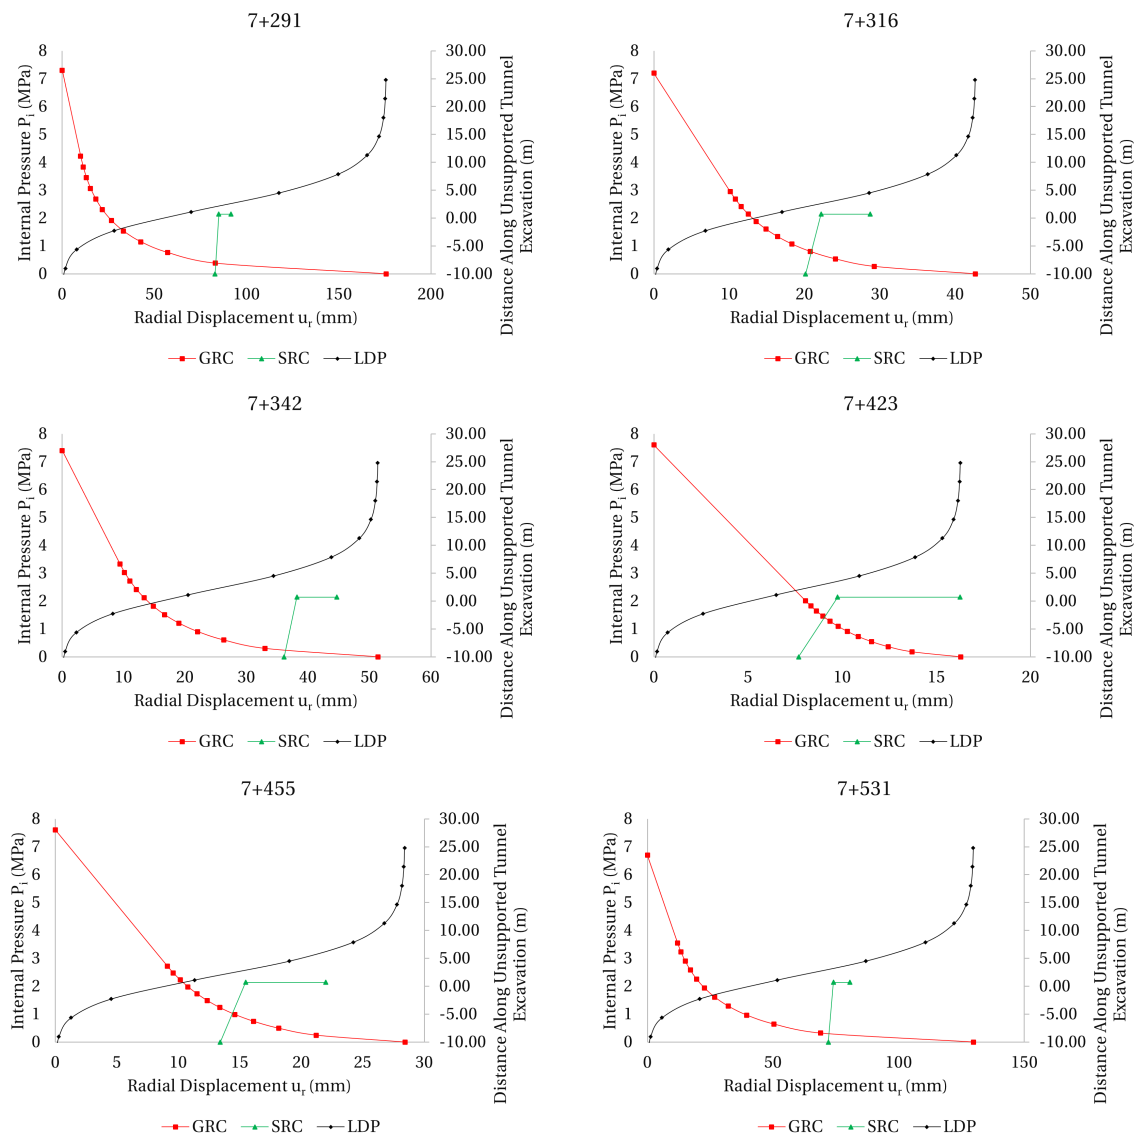 7+291
8 7 6 5 4 3 2 1 0
Internal Pressure Pi (MPa)
0 50 100 150 200
Radial Displacement ur (mm)
30.00 25.00 20.00 15.00 10.00 5.00 0.00 -5.00 -10.00
Distance Along Unsupported Tunnel
Excavation (m)
GRC SRC LDP
7+316
8 7 6 5 4 3 2 1 0
Internal Pressure Pi (MPa)
0 10 20 30 40 50
Radial Displacement ur (mm)
30.00 25.00 20.00 15.00 10.00 5.00 0.00 -5.00 -10.00
Distance Along Unsupported Tunnel
Excavation (m)
GRC SRC LDP
7+342
8 7 6 5 4 3 2 1 0
Internal Pressure Pi (MPa)
0 10 20 30 40 50 60
Radial Displacement ur (mm)
30.00 25.00 20.00 15.00 10.00 5.00 0.00 -5.00 -10.00
Distance Along Unsupported Tunnel
Excavation (m)
GRC SRC LDP
7+423
8 7 6 5 4 3 2 1 0
Internal Pressure Pi (MPa)
0 5 10 15 20
Radial Displacement ur (mm)
30.00 25.00 20.00 15.00 10.00 5.00 0.00 -5.00 -10.00
Distance Along Unsupported Tunnel
Excavation (m)
GRC SRC LDP
7+455
8 7 6 5 4 3 2 1 0
Internal Pressure Pi (MPa)
0 5 10 15 20 25 30
Radial Displacement ur (mm)
30.00 25.00 20.00 15.00 10.00 5.00 0.00 -5.00 -10.00
Distance Along Unsupported Tunnel
Excavation (m)
GRC SRC LDP
7+531
8 7 6 5 4 3 2 1 0
Internal Pressure Pi (MPa)
0 50 100 150
Radial Displacement ur (mm)
30.00 25.00 20.00 15.00 10.00 5.00 0.00 -5.00 -10.00
Distance Along Unsupported Tunnel
Excavation (m)
GRC SRC LDP